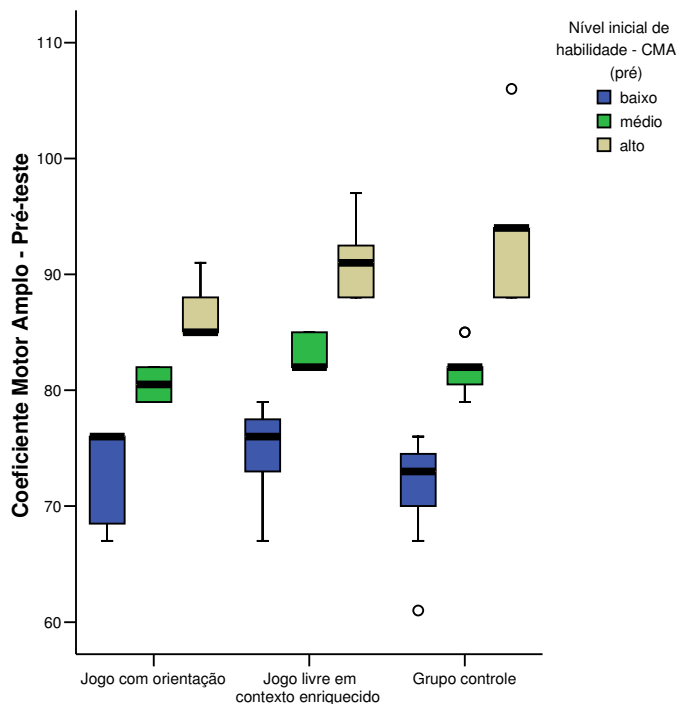 Nível inicial de
habilidade - CMA
(pré)
baixo
médio
alto
Coeficiente Motor Amplo - Pré-teste
110
100
90
80
70
60
Jogo com orientação
Jogo livre em
contexto enriquecido
Grupo controle